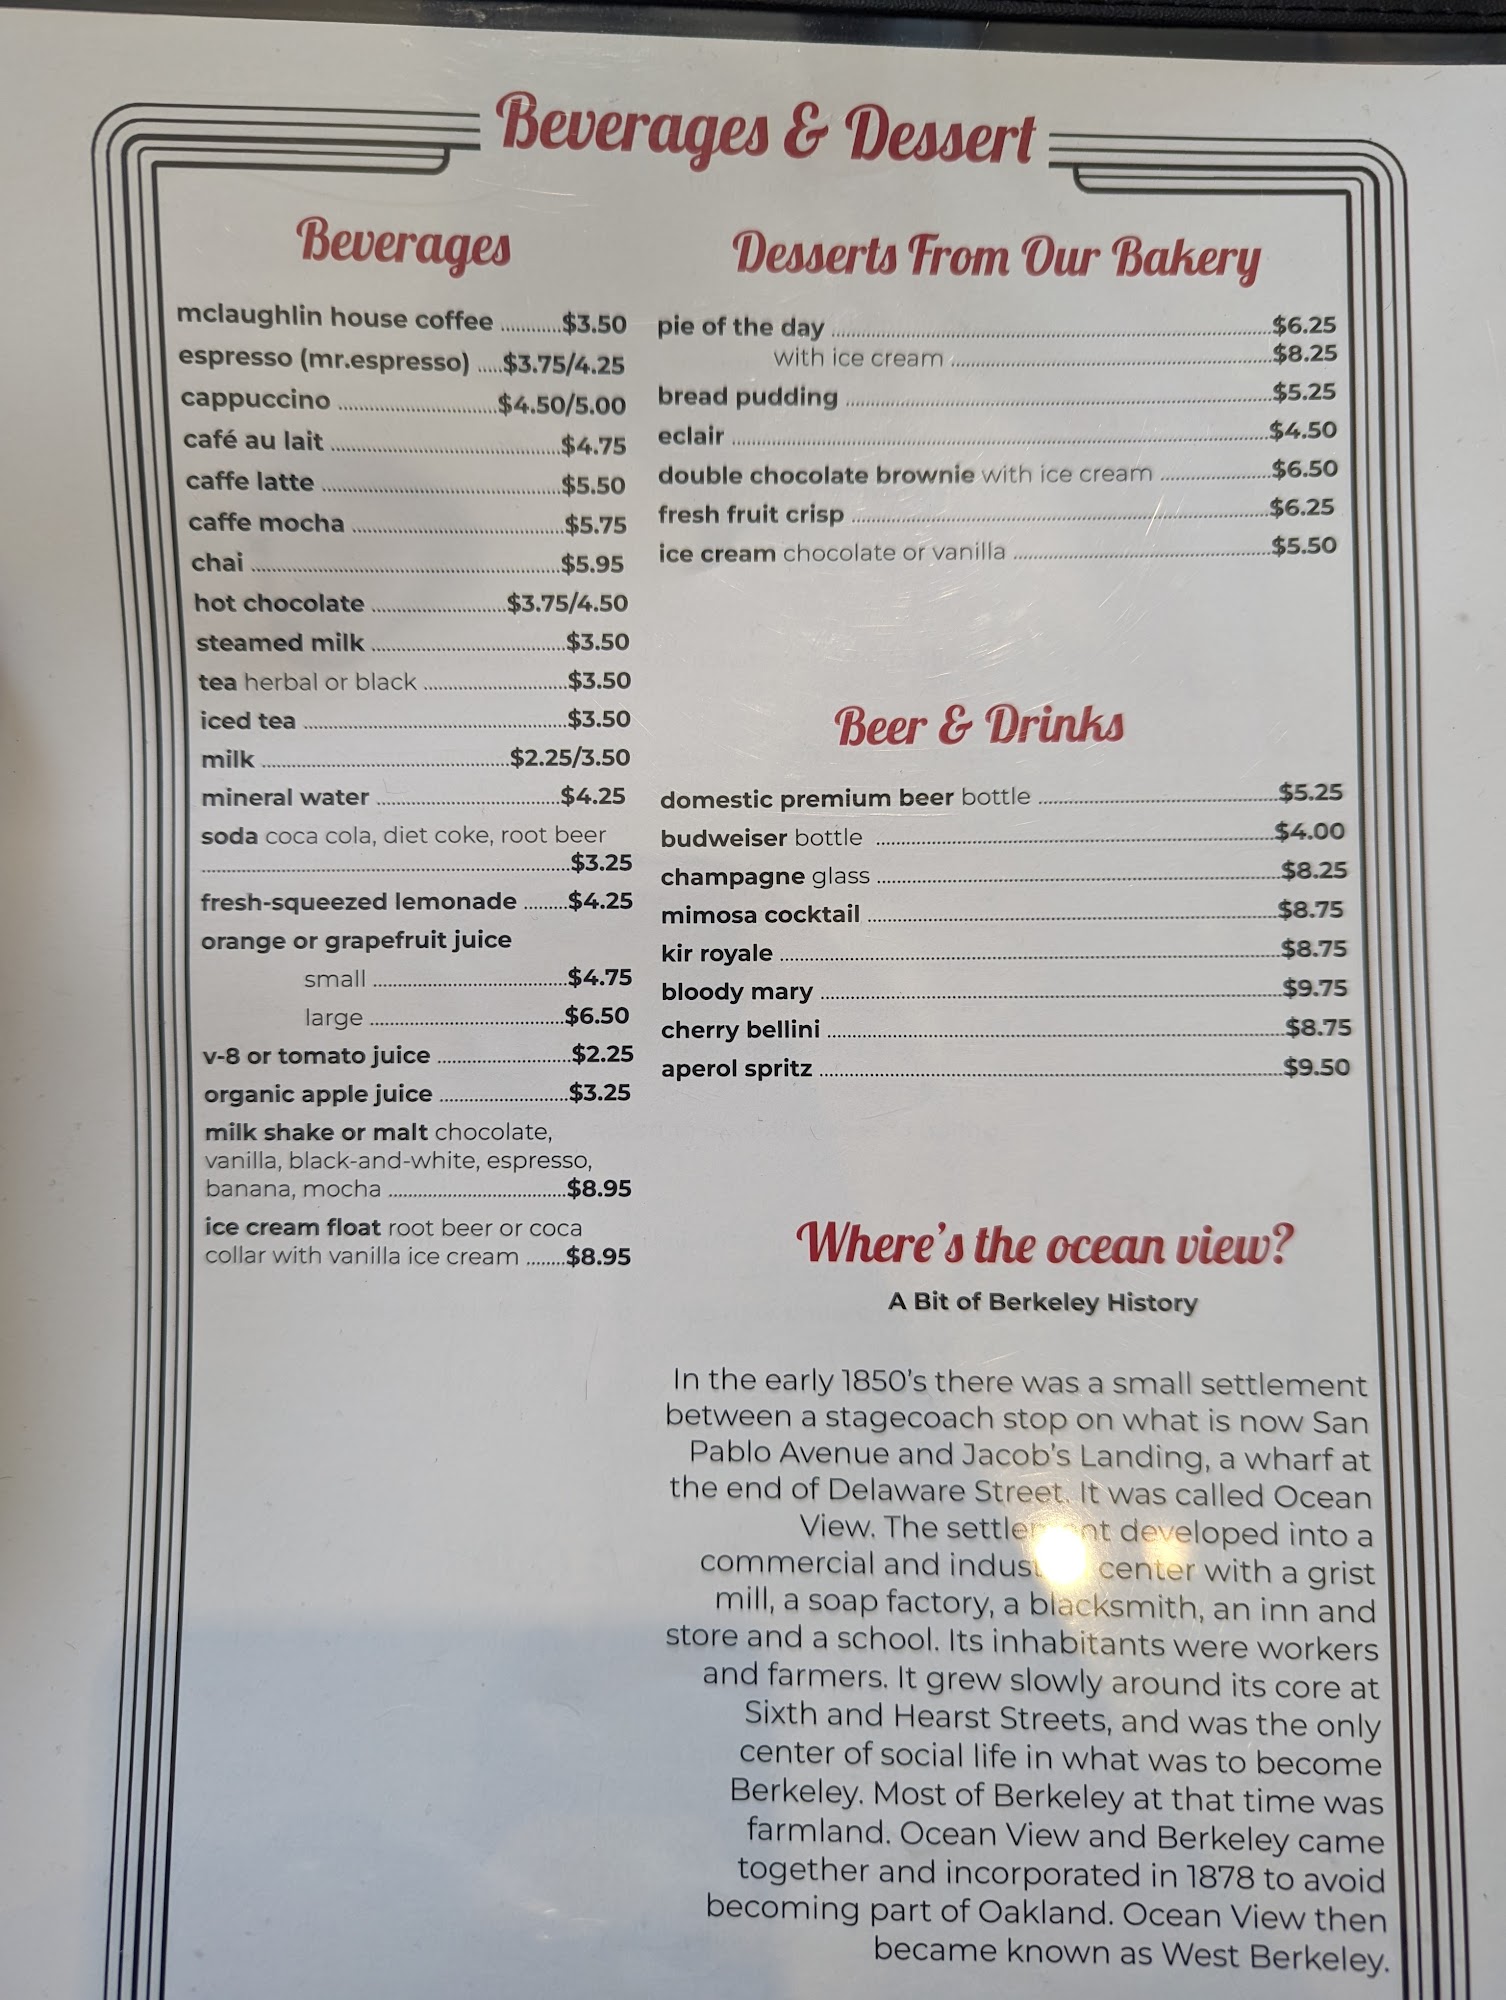 Beverages & Dessert
Beverages
mclaughlin house coffee ............$3.50
espresso (mr.espresso) .....$3.75/4.25
cappuccino ................................$4.50/5.00
café au lait ..............................................$4.75
caffe latte ................................................$5.50
caffe mocha ...........................................$5.75
chai ...............................................................$5.95
hot chocolate ...........................$3.75/4.50
steamed milk .......................................$3.50
tea herbal or black .............................$3.50
iced tea .....................................................$3.50
milk ..................................................$2.25/3.50
mineral water .....................................$4.25
soda coca cola, diet coke, root beer
..........................................................................$3.25
fresh-squeezed lemonade ........$4.25
orange or grapefruit juice
small .......................................$4.75
large .......................................$6.50
v-8 or tomato juice ...........................$2.25
organic apple juice ..........................$3.25
milk shake or malt chocolate,
vanilla, black-and-white, espresso,
banana, mocha ....................................$8.95
ice cream float root beer or coca
collar with vanilla ice cream ........$8.95
Desserts From Our Bakery
pie of the day ........................................................................................$6.25
with ice cream ................................................................$8.25
bread pudding .....................................................................................$5.25
eclair ............................................................................................................$4.50
double chocolate brownie with ice cream ......................$6.50
fresh fruit crisp ...................................................................................$6.25
ice cream chocolate or vanilla ...................................................$5.50
Beer & Drinks
domestic premium beer bottle ................................................$5.25
budweiser bottle ................................................................................$4.00
champagne glass .................................................................................$8.25
mimosa cocktail ..................................................................................$8.75
kir royale ....................................................................................................$8.75
bloody mary ............................................................................................$9.75
cherry bellini ...........................................................................................$8.75
aperol spritz ............................................................................................$9.50
Where's the ocean view?
A Bit of Berkeley History
In the early 1850's there was a small settlement
between a stagecoach stop on what is now San
Pablo Avenue and Jacob's Landing, a wharf at
the end of Delaware Street. It was called Ocean
View. The settlement developed into a
commercial and center with a grist
mill, a soap factory, a blacksmith, an inn and
store and a school. Its inhabitants were workers
and farmers. It grew slowly around its core at
Sixth and Hearst Streets, and was the only
center of social life in what was to become
Berkeley. Most of Berkeley at that time was
farmland. Ocean View and Berkeley came
together and incorporated in 1878 to avoid
becoming part of Oakland. Ocean View then
became known as West Berkeley.